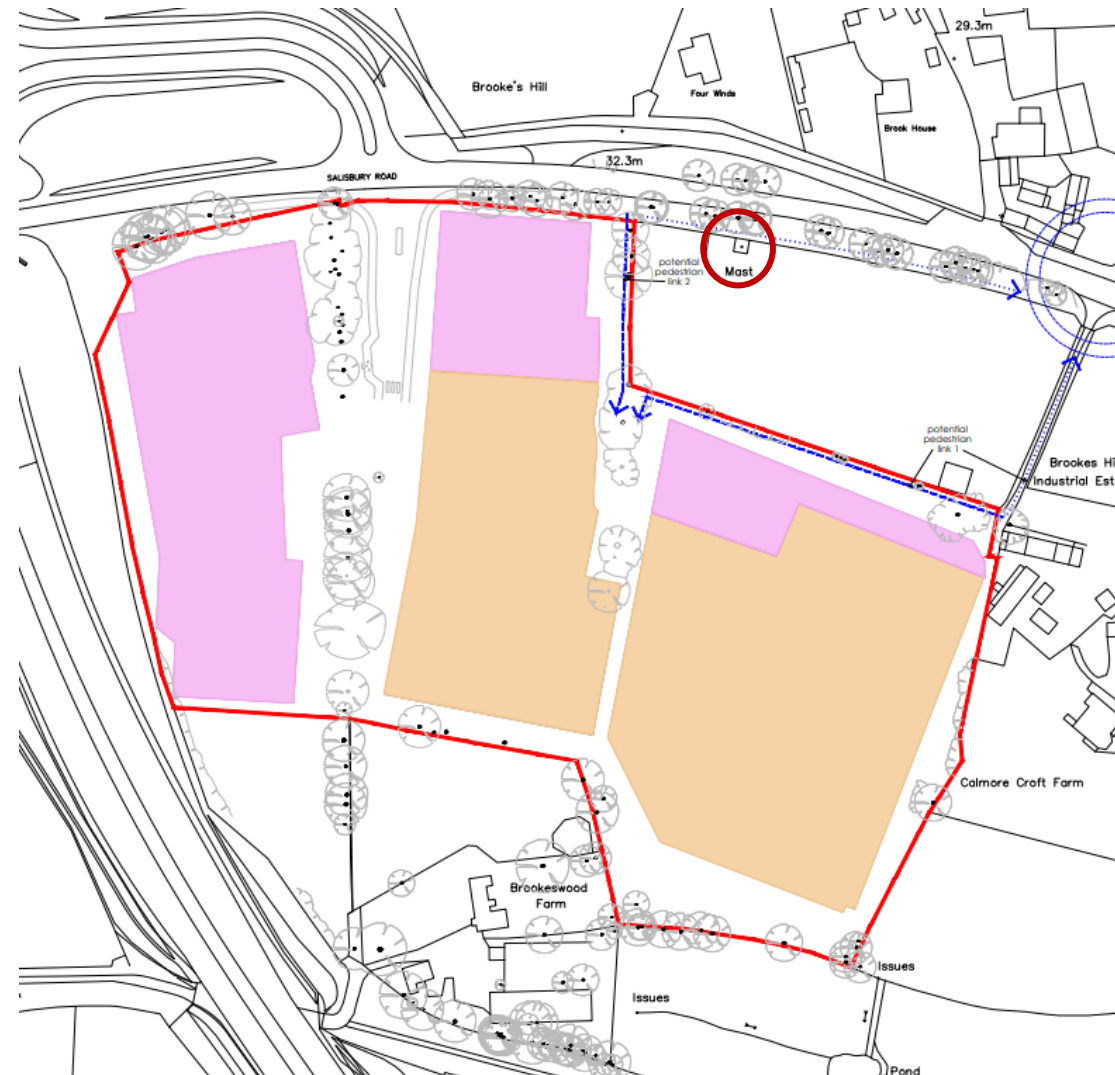 29.3m
Brooke's Hill
Four Winds
Brook House
32.3m
SALISBURY ROAD
potential
pedestrian
link 2
Mast
potential
pedestrian
link 1
Brookes Hi
Industrial Est
Calmore Croft Farm
Brookeswood
Farm
Issues
Issues
Pond